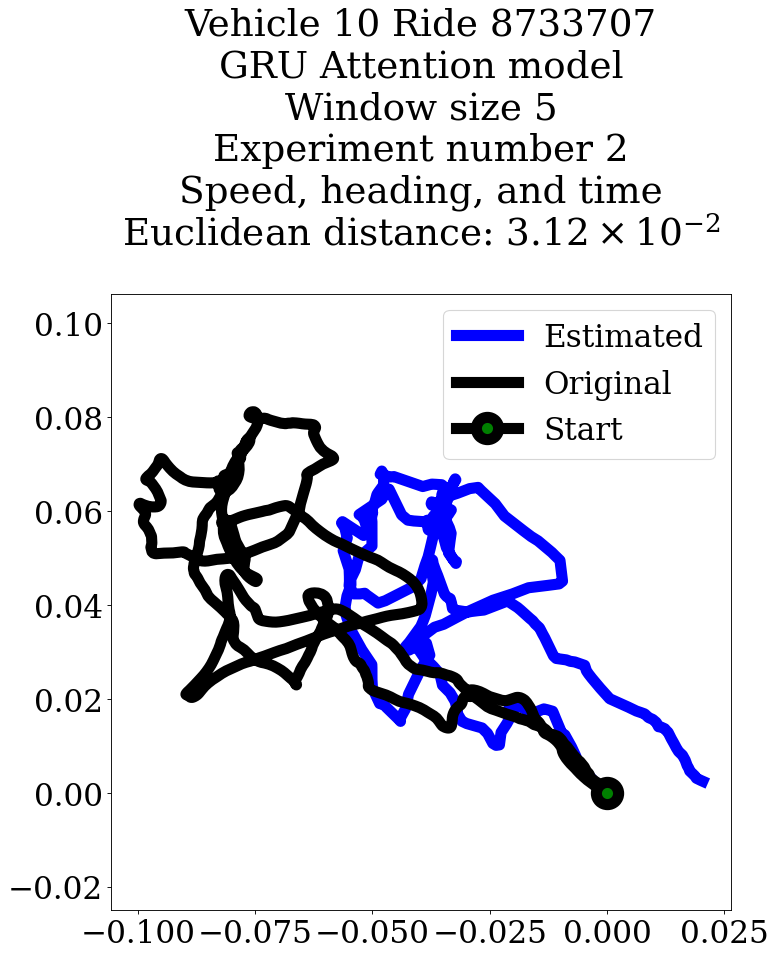 Vehicle 10 Ride 8733707
GRU Attention model
Window size 5
Experiment number 2
Speed, heading, and time
Euclidean distance: 3.12 × 10⁻²
Estimated
Original
Start
0.10
0.08
0.06
0.04
0.02
0.00
−0.02
−0.100 −0.075 −0.050 −0.025 0.000 0.025